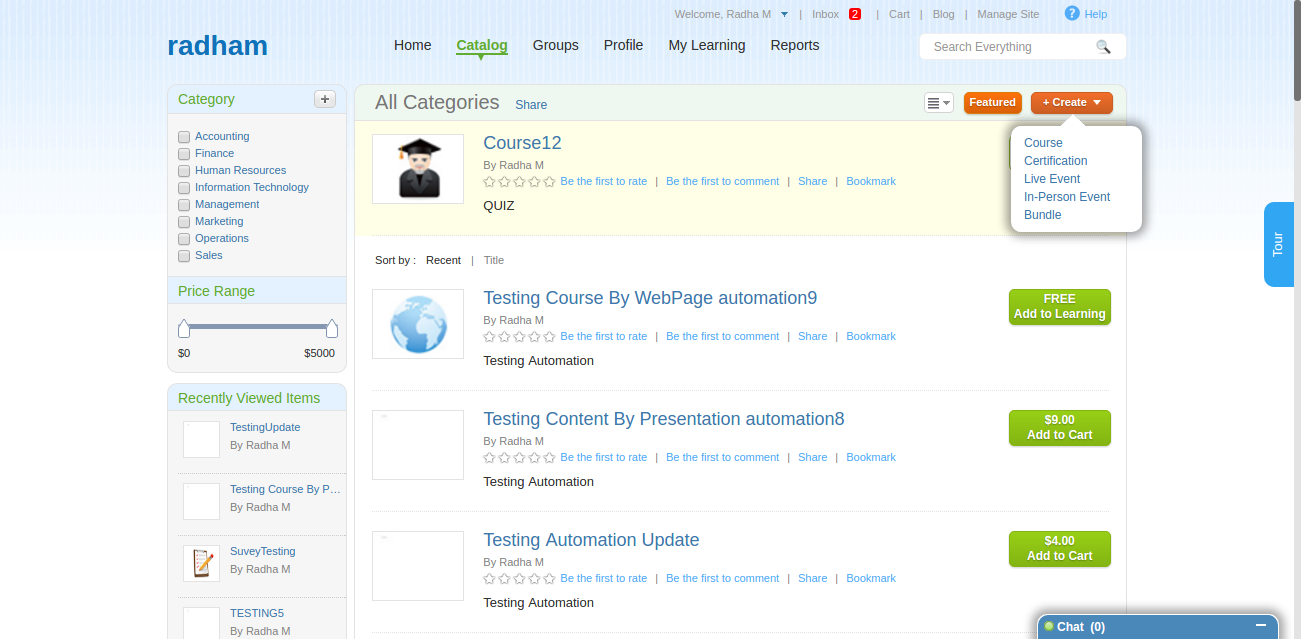 Welcome, Radha M | Inbox 2 | Cart | Blog | Manage Site ? Help
radham
Home Catalog Groups Profile My Learning Reports
Search Everything
Category +
Accounting
Finance
Human Resources
Information Technology
Management
Marketing
Operations
Sales
Price Range
$0 $5000
Recently Viewed Items
TestingUpdate
By Radha M
Testing Course By P...
By Radha M
SuveyTesting
By Radha M
TESTING5
By Radha M
All Categories Share
Featured
+ Create
Course
Certification
Live Event
In-Person Event
Bundle
Course12
By Radha M
Be the first to rate | Be the first to comment | Share | Bookmark
QUIZ
Sort by : Recent | Title
Testing Course By WebPage automation9
By Radha M
Be the first to rate | Be the first to comment | Share | Bookmark
Testing Automation
FREE
Add to Learning
Testing Content By Presentation automation8
By Radha M
Be the first to rate | Be the first to comment | Share | Bookmark
Testing Automation
$9.00
Add to Cart
Testing Automation Update
By Radha M
Be the first to rate | Be the first to comment | Share | Bookmark
Testing Automation
$4.00
Add to Cart
Tour
Chat (0)